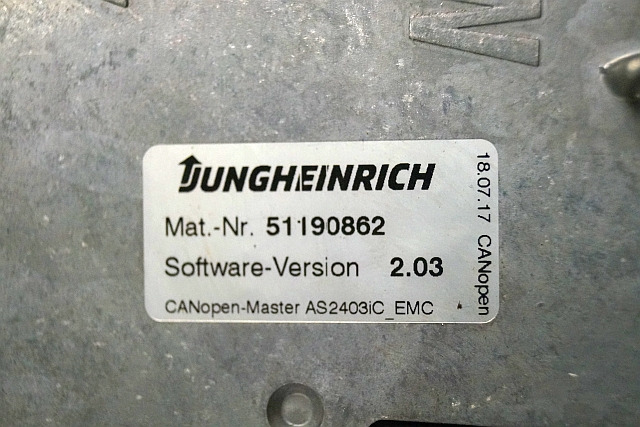 JUNGHEINRICH
Mat.-Nr. 51190862
Software-Version 2.03
CANopen-Master AS2403iC_EMC
18.07.17 CANopen